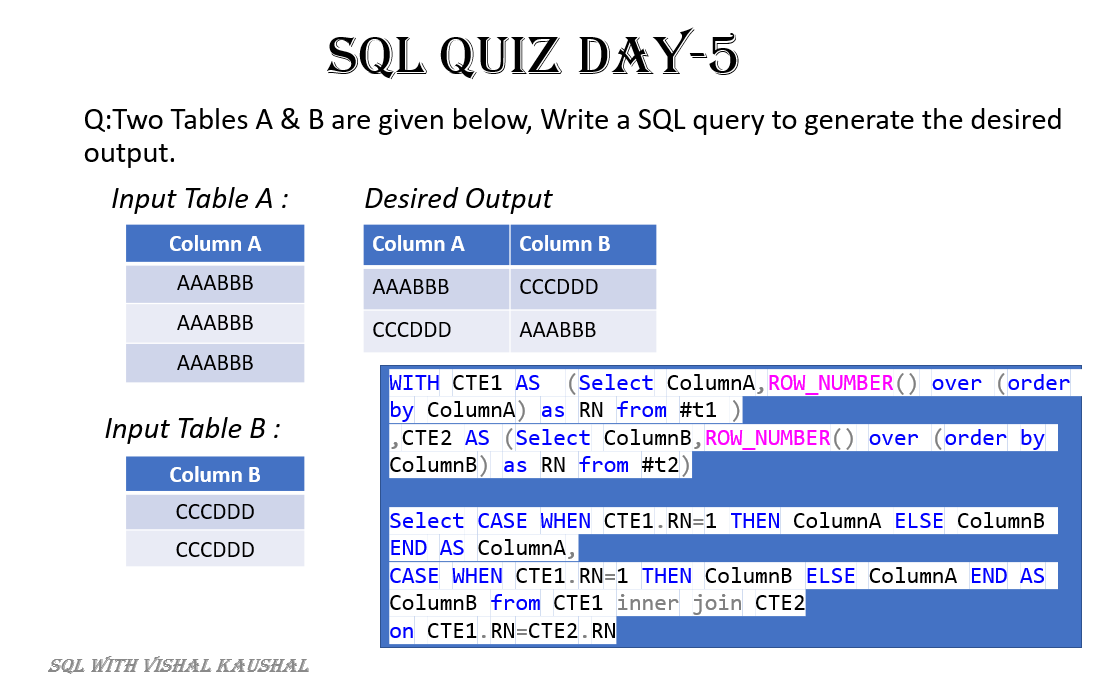 SQL QUIZ DAY-5
Q:Two Tables A & B are given below, Write a SQL query to generate the desired
output.
Input Table A :
Column A
AAABBB
AAABBB
AAABBB
Input Table B :
Column B
CCCDDD
CCCDDD
Desired Output
Column A Column B
AAABBB CCCDDD
CCCDDD AAABBB
WITH CTE1 AS  (Select ColumnA,ROW_NUMBER() over (order
by ColumnA) as RN from #t1 )
,CTE2 AS (Select ColumnB,ROW_NUMBER() over (order by
ColumnB) as RN from #t2)
Select CASE WHEN CTE1.RN=1 THEN ColumnA ELSE ColumnB
END AS ColumnA,
CASE WHEN CTE1.RN=1 THEN ColumnB ELSE ColumnA END AS
ColumnB from CTE1 inner join CTE2
on CTE1.RN=CTE2.RN
SQL WITH VISHAL KAUSHAL